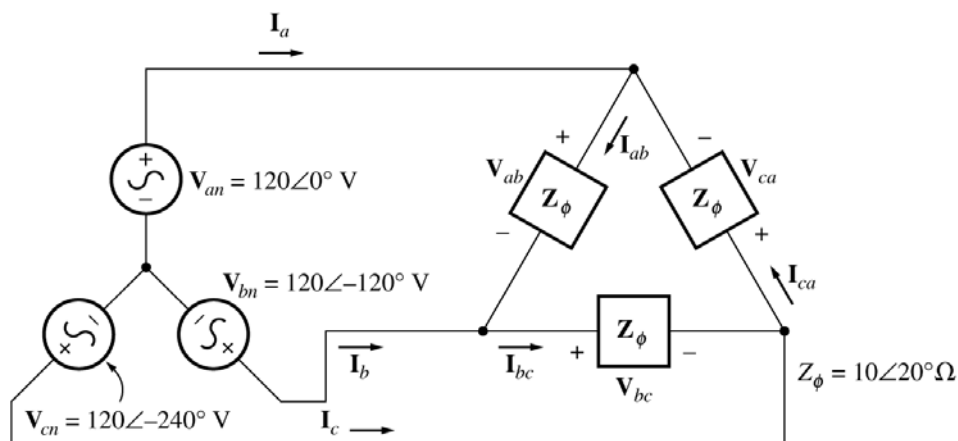 I_a
+
–
V_an = 120∠0° V
V_bn = 120∠–120° V
V_cn = 120∠–240° V
I_b
I_c
+
V_ab
Z_ϕ
–
I_ab
–
V_ca
Z_ϕ
+
I_ca
I_bc
+
Z_ϕ
–
V_bc
Z_ϕ = 10∠20°Ω